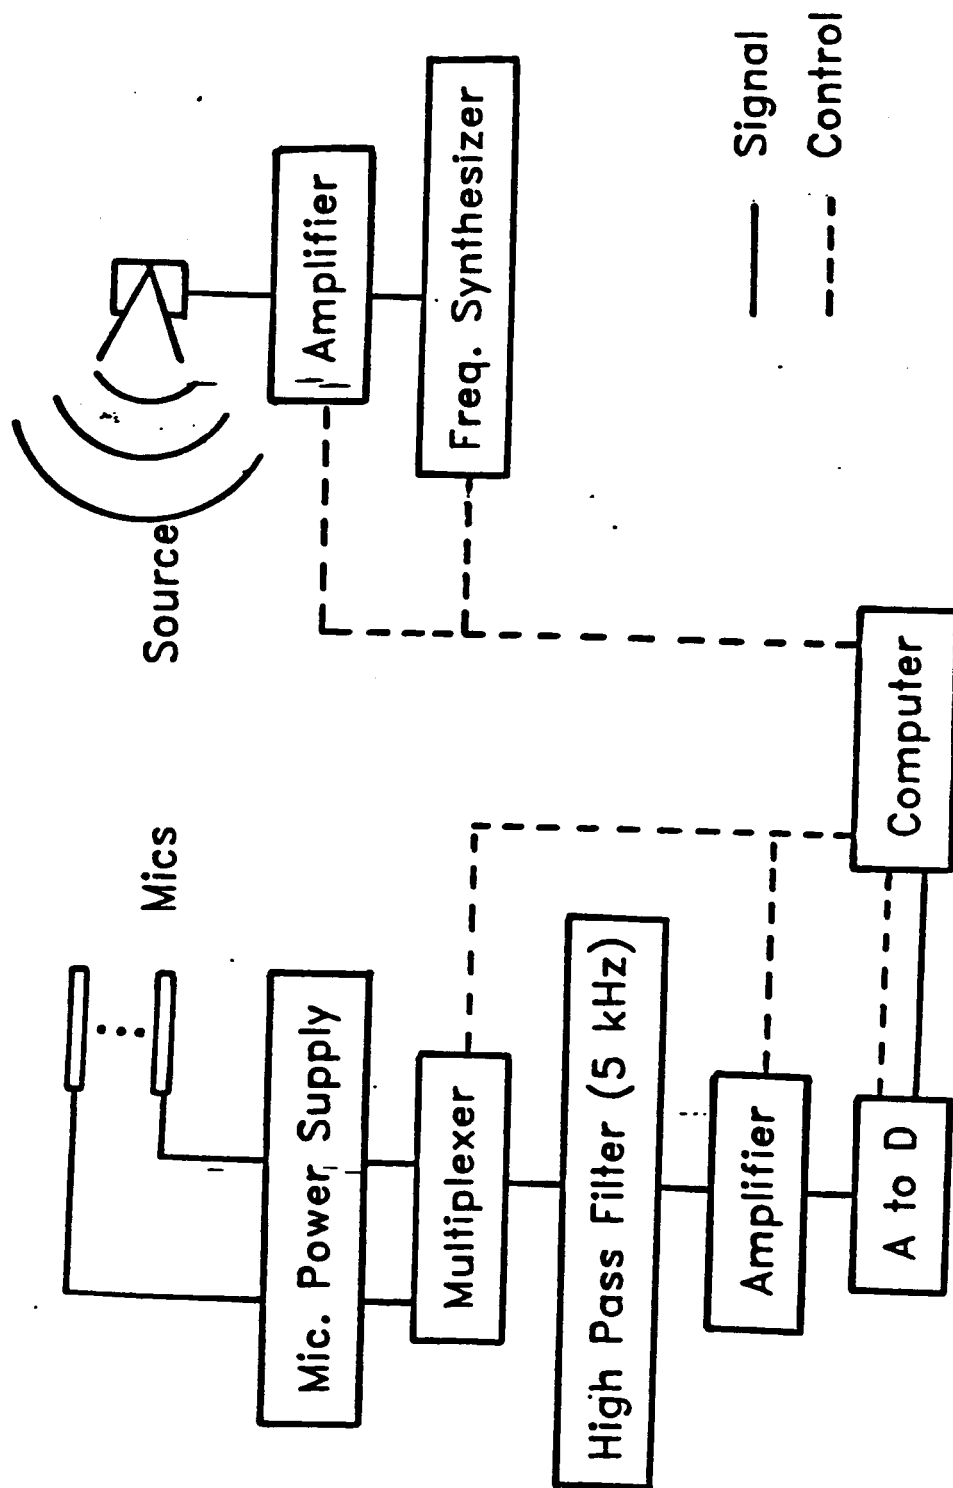 Mics
Source
Mic. Power Supply
Amplifier
Multiplexer
Freq. Synthesizer
High Pass Filter (5 kHz)
Amplifier
Signal
A to D
Computer
Control